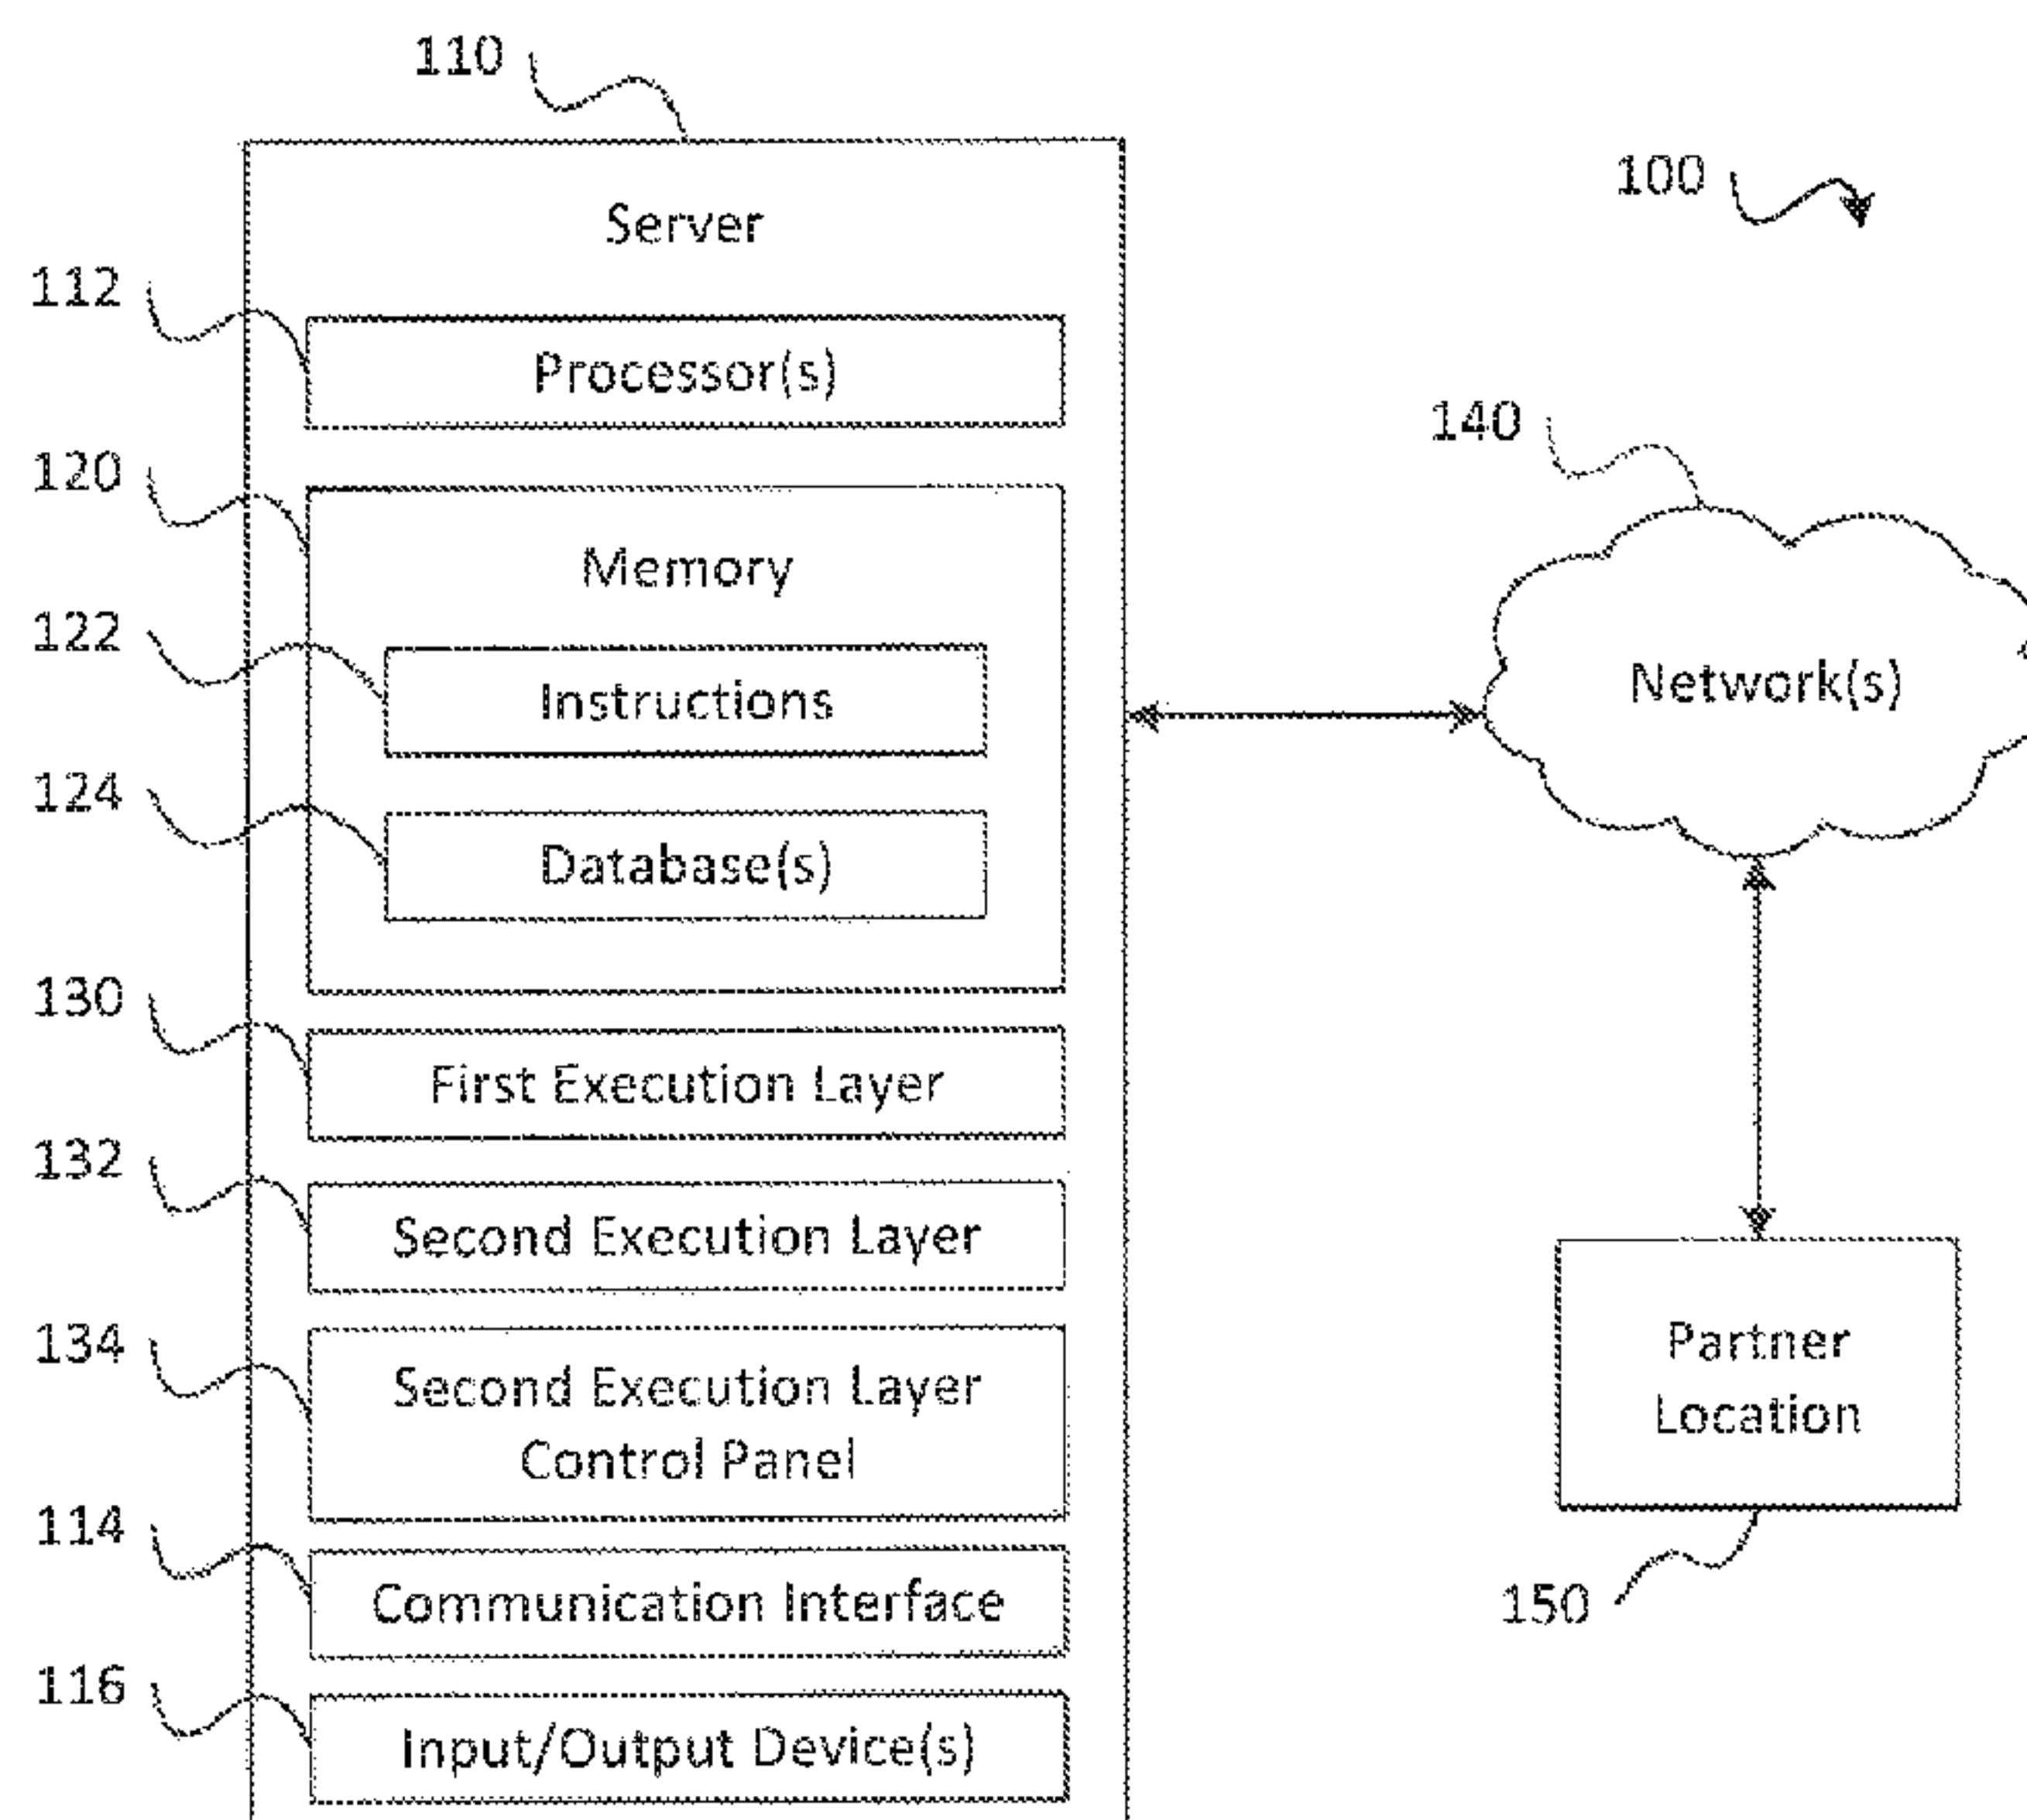 110
100
Server
112
Processor(s)
140
120
Memory
122
Instructions
Network(s)
124
Database(s)
130
First Execution Layer
132
Second Execution Layer
134
Second Execution Layer
Control Panel
Partner
Location
114
Communication Interface
150
116
Input/Output Device(s)